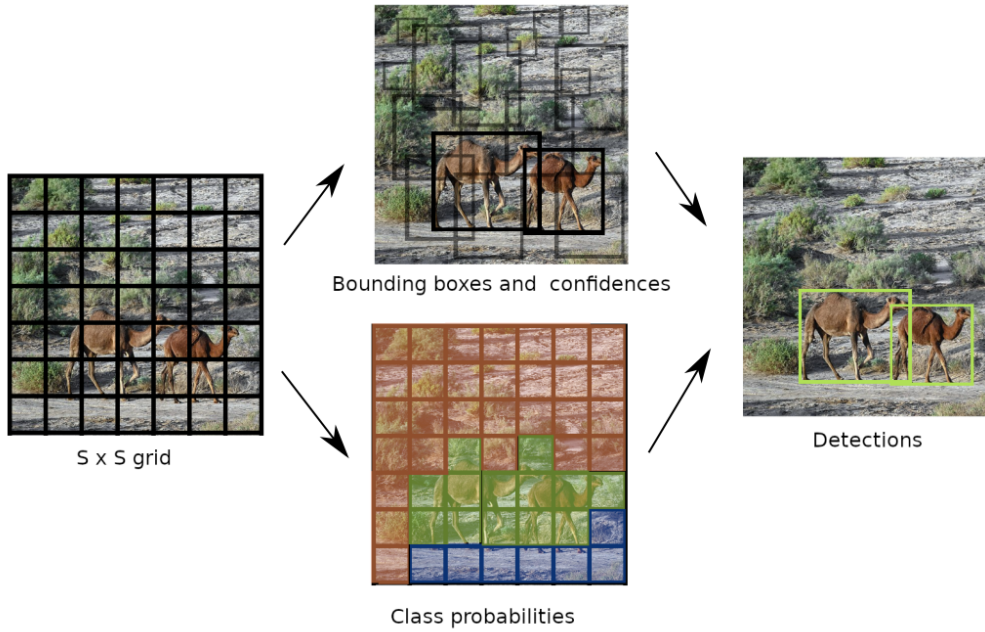 Bounding boxes and confidences
S x S grid
Detections
Class probabilities